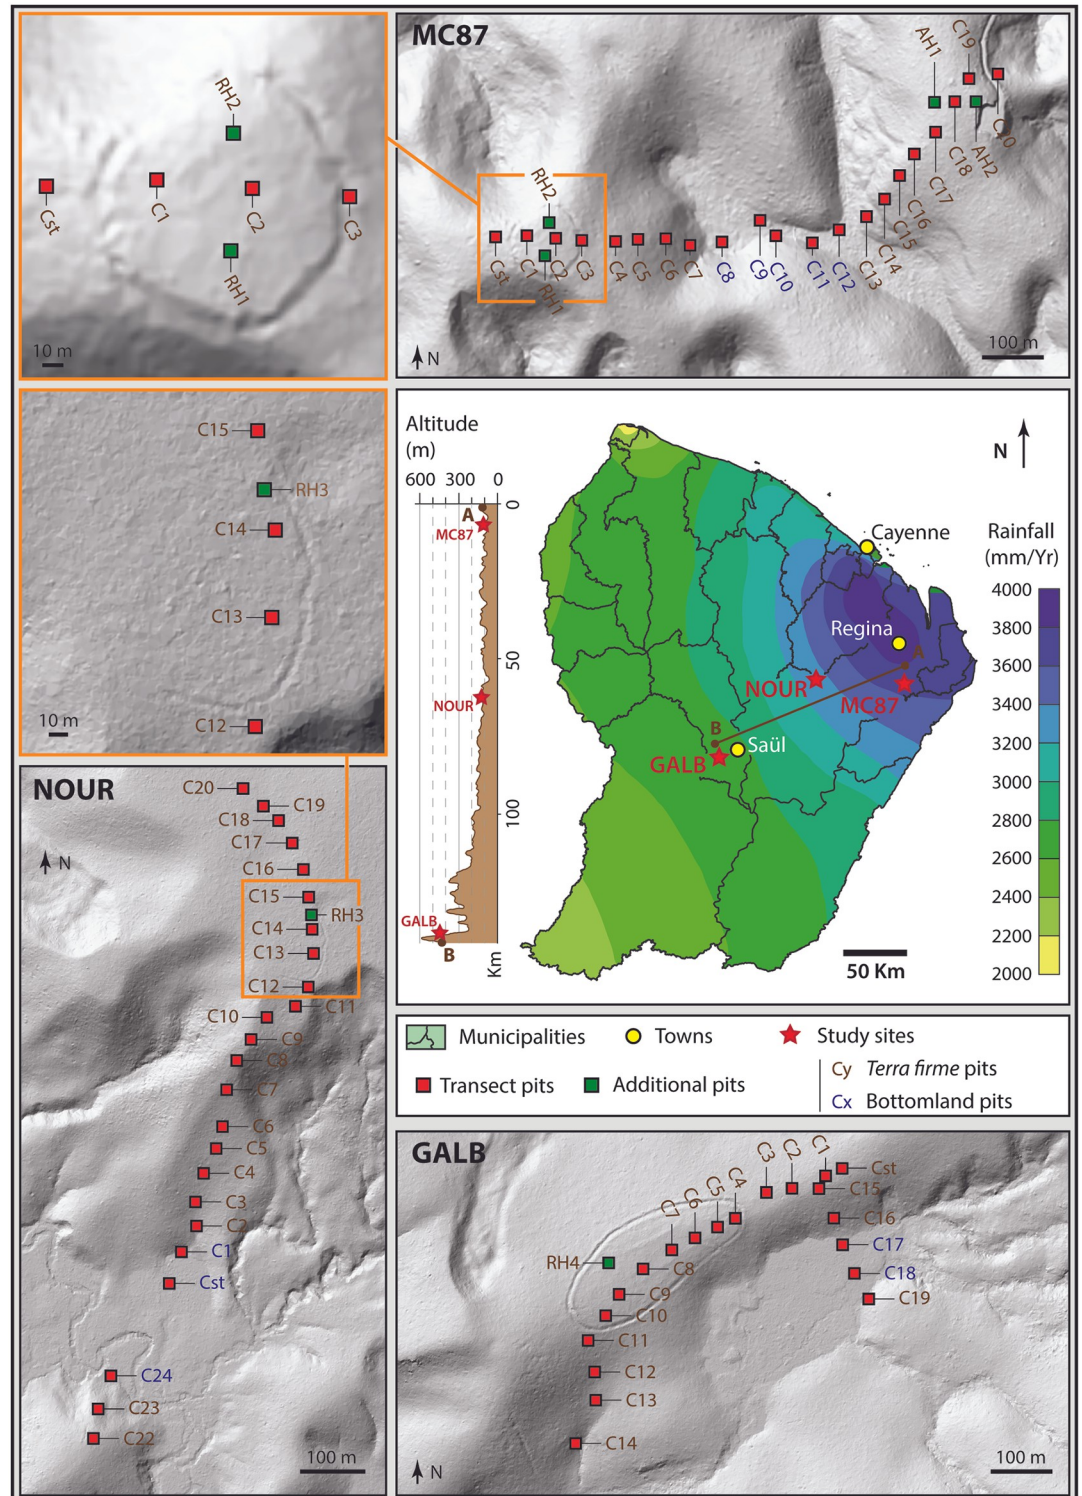 RH2
Cst
C1
C2
C3
RH1
10 m
MC87
AH1
C19
C20
C18
AH2
C17
C16
C15
C14
C13
RH2
Cst
C1
C2
RH1
C3
C4
C5
C6
C7
C8
C9
C10
C11
C12
N
100 m
C15
RH3
C14
C13
C12
10 m
Altitude
(m)
600 300 0
0
A
MC87
50
NOUR
100
GALB
B
Km
N
Cayenne
Regina
A
NOUR
MC87
B
Saül
GALB
50 Km
Rainfall
(mm/Yr)
4000
3800
3600
3400
3200
3000
2800
2600
2400
2200
2000
NOUR
N
C20
C19
C18
C17
C16
C15
RH3
C14
C13
C12
C11
C10
C9
C8
C7
C6
C5
C4
C3
C2
C1
Cst
C24
C23
C22
100 m
Municipalities
Towns
Study sites
Transect pits
Additional pits
Cy Terra firme pits
Cx Bottomland pits
GALB
C3
C2
C1
Cst
C15
C16
C17
C18
C19
C4
C5
C6
C7
RH4
C8
C9
C10
C11
C12
C13
C14
N
100 m